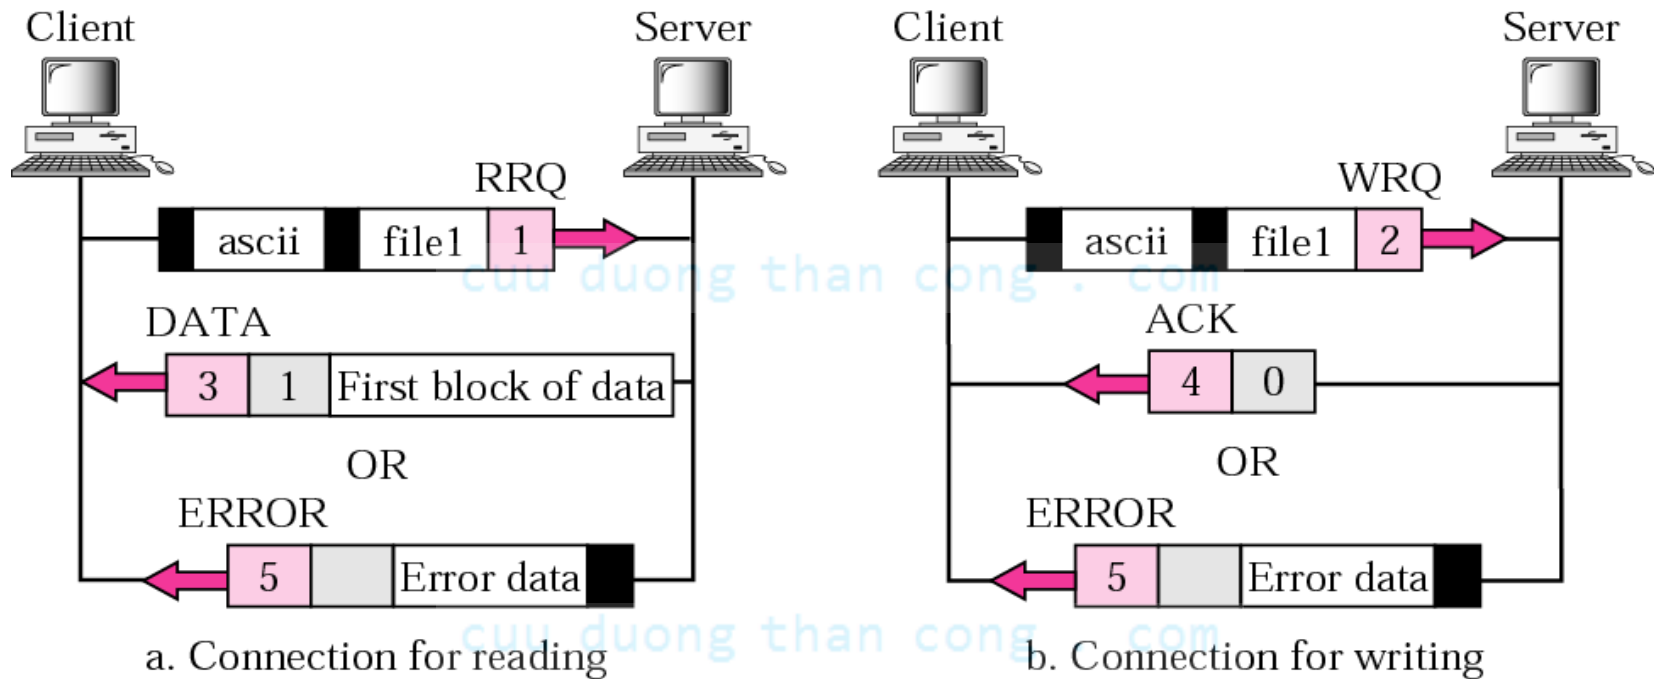 Client Server Client Server
RRQ WRQ
ascii file1 1 ascii file1 2
cuu duong than cong . com
DATA ACK
3 1 First block of data 4 0
OR OR
ERROR ERROR
5 Error data 5 Error data
cuu duong than cong . com
a. Connection for reading b. Connection for writing